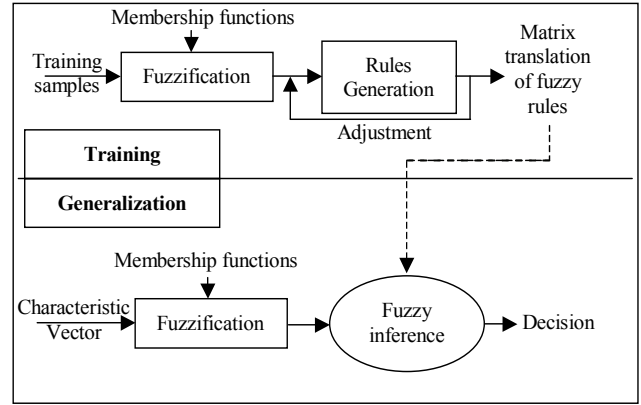 Membership functions
Training
samples
Fuzzification
Rules
Generation
Matrix
translation
of fuzzy
rules
Adjustment
Training
Generalization
Membership functions
Characteristic
Vector
Fuzzification
Fuzzy
inference
Decision